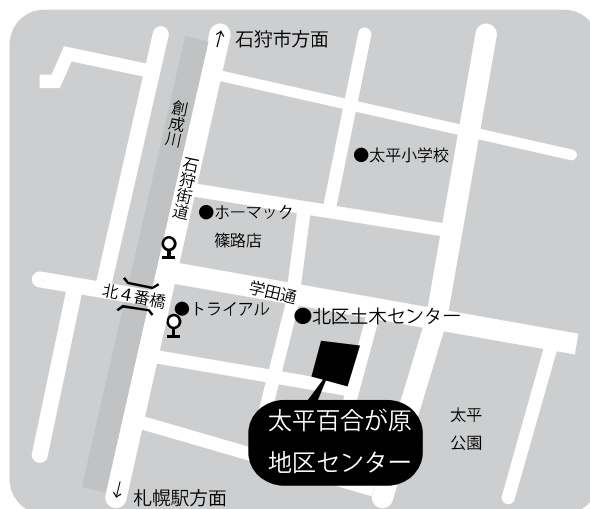 ↑ 石狩市方面
創成川
太平小学校
石狩街道
ホーマック
篠路店
北4番橋
学田通
トライアル
北区土木センター
太平百合が原
地区センター
太平
公園
↓ 札幌駅方面